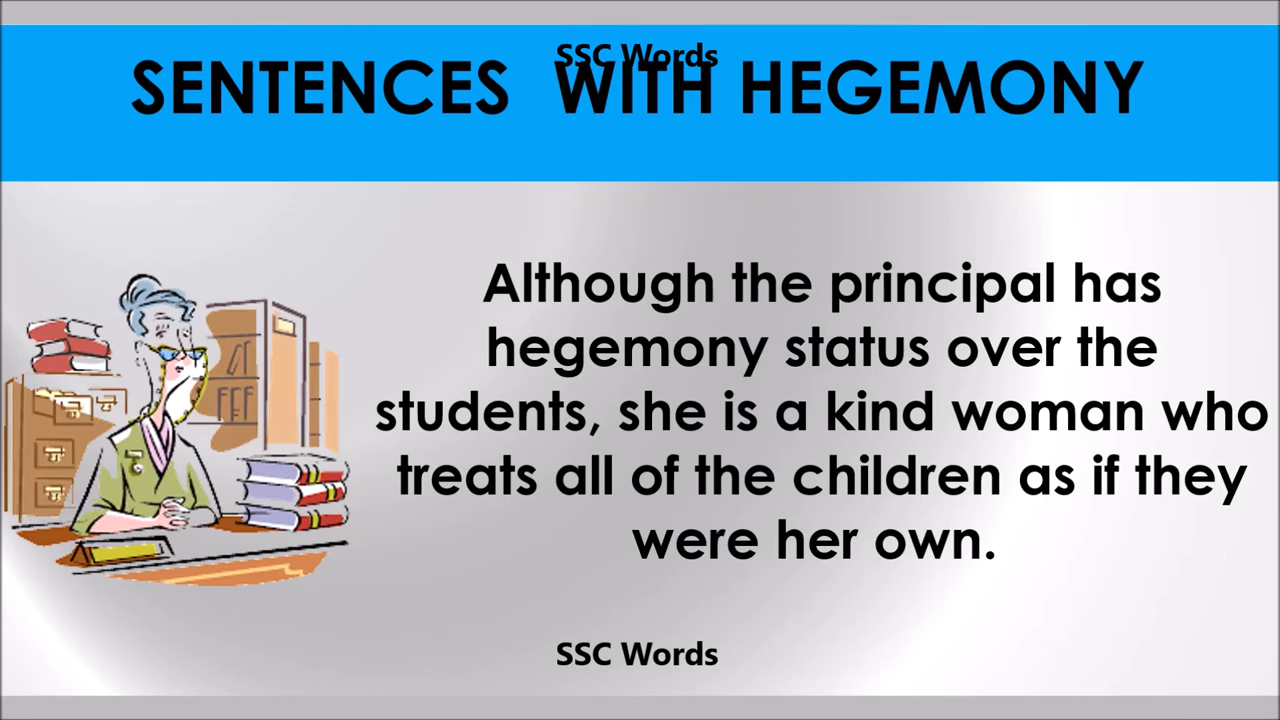 SSC Words
SENTENCES WITH HEGEMONY
Although the principal has
hegemony status over the
students, she is a kind woman who
treats all of the children as if they
were her own.
SSC Words